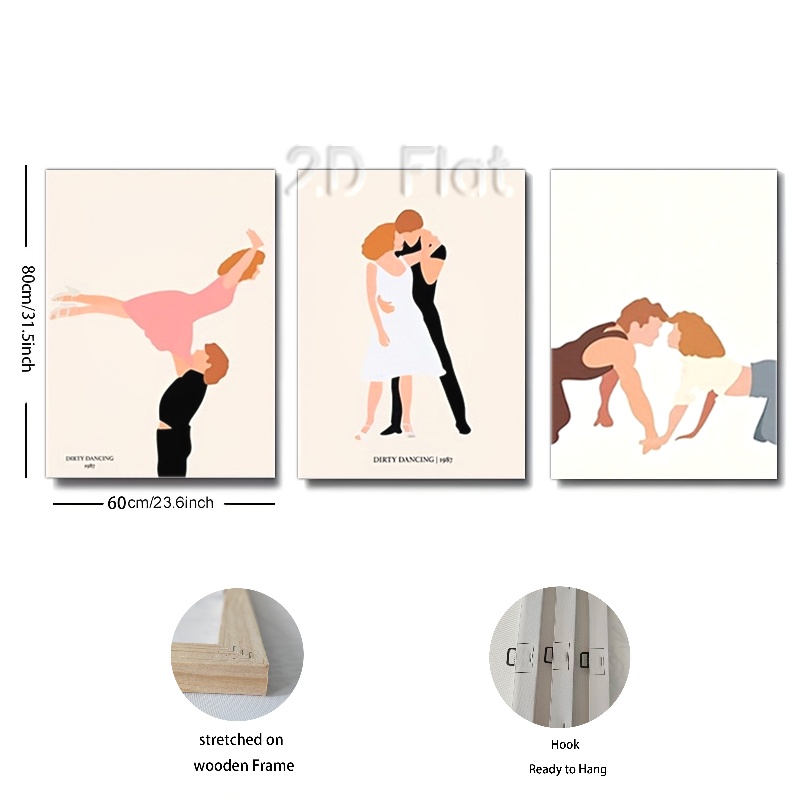 2D Flat
80cm/31.5inch
DIRTY DANCING
1987
DIRTY DANCING | 1987
60cm/23.6inch
stretched on
wooden Frame
Hook
Ready to Hang